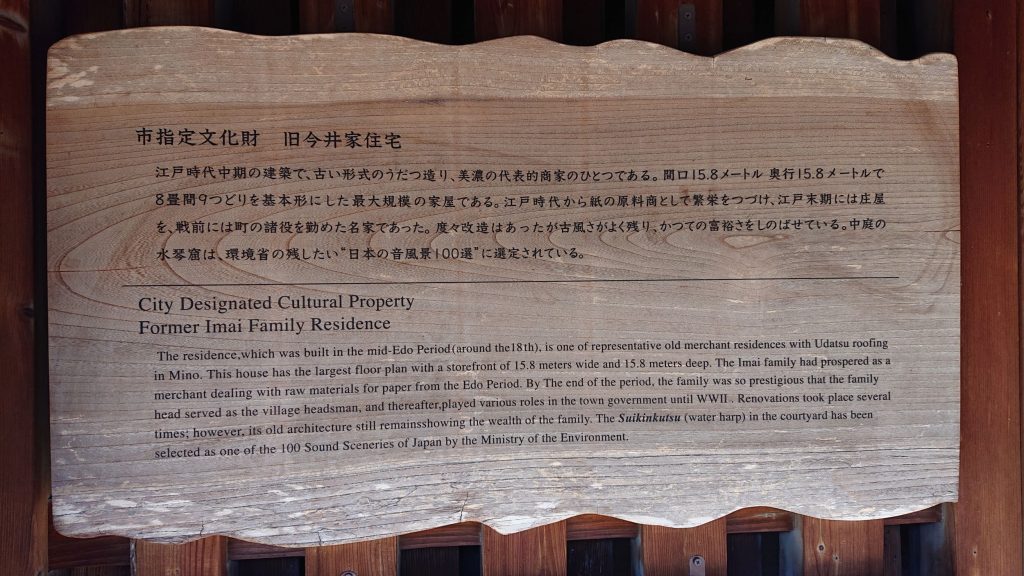 市指定文化財　旧今井家住宅
江戸時代中期の建築で、古い形式のうだつ造り、美濃の代表的商家のひとつである。間口15.8メートル 奥行15.8メートルで
8畳間9つどりを基本形にした最大規模の家屋である。江戸時代から紙の原料商として繁栄をつづけ、江戸末期には庄屋
を、戦前には町の諸役を勤めた名家であった。度々改造はあったが古風さがよく残り、かつての富裕さをしのばせている。中庭の
水琴窟は、環境省の残したい"日本の音風景100選"に選定されている。
City Designated Cultural Property
Former Imai Family Residence
The residence,which was built in the mid-Edo Period(around the18th), is one of representative old merchant residences with Udatsu roofing
in Mino. This house has the largest floor plan with a storefront of 15.8 meters wide and 15.8 meters deep. The Imai family had prospered as a
merchant dealing with raw materials for paper from the Edo Period. By The end of the period, the family was so prestigious that the family
head served as the village headsman, and thereafter,played various roles in the town government until WWII . Renovations took place several
times; however, its old architecture still remainsshowing the wealth of the family. The Suikinkutsu (water harp) in the courtyard has been
selected as one of the 100 Sound Sceneries of Japan by the Ministry of the Environment.